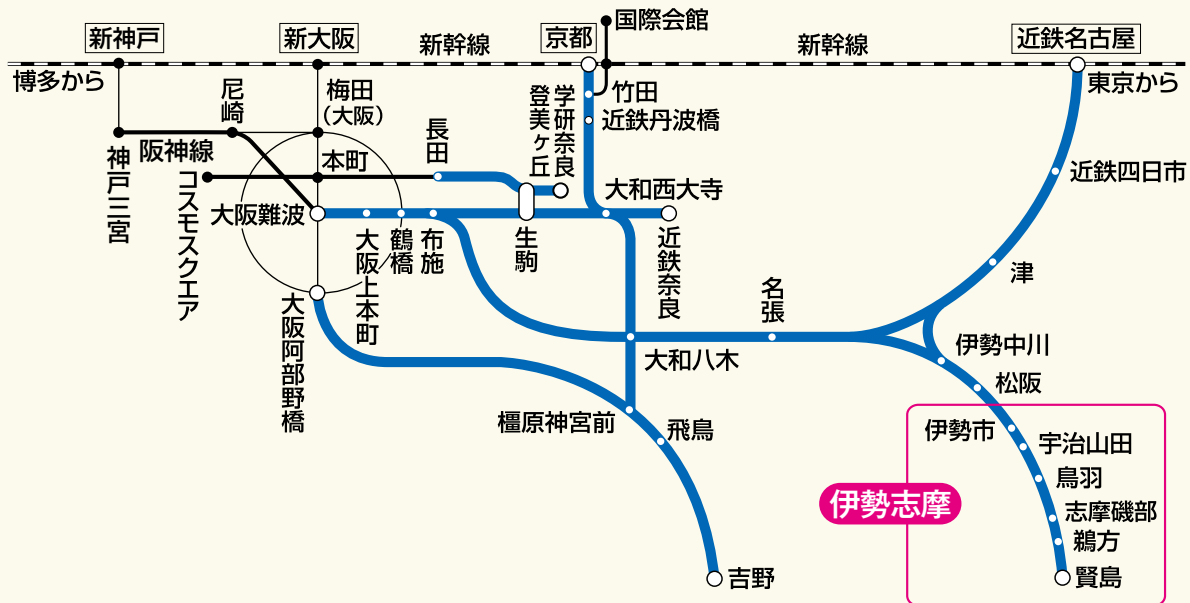 国際会館
新神戸
新大阪
新幹線
京都
新幹線
近鉄名古屋
博多から
東京から
尼崎
梅田
(大阪)
学研奈良
登美ヶ丘
竹田
近鉄丹波橋
長田
阪神線
神戸三宮
本町
コスモスクエア
近鉄四日市
大和西大寺
大阪難波
大阪上本町
鶴橋
布施
生駒
近鉄奈良
津
名張
大阪阿部野橋
大和八木
伊勢中川
松阪
橿原神宮前
飛鳥
伊勢市
宇治山田
鳥羽
伊勢志摩
志摩磯部
鵜方
賢島
吉野